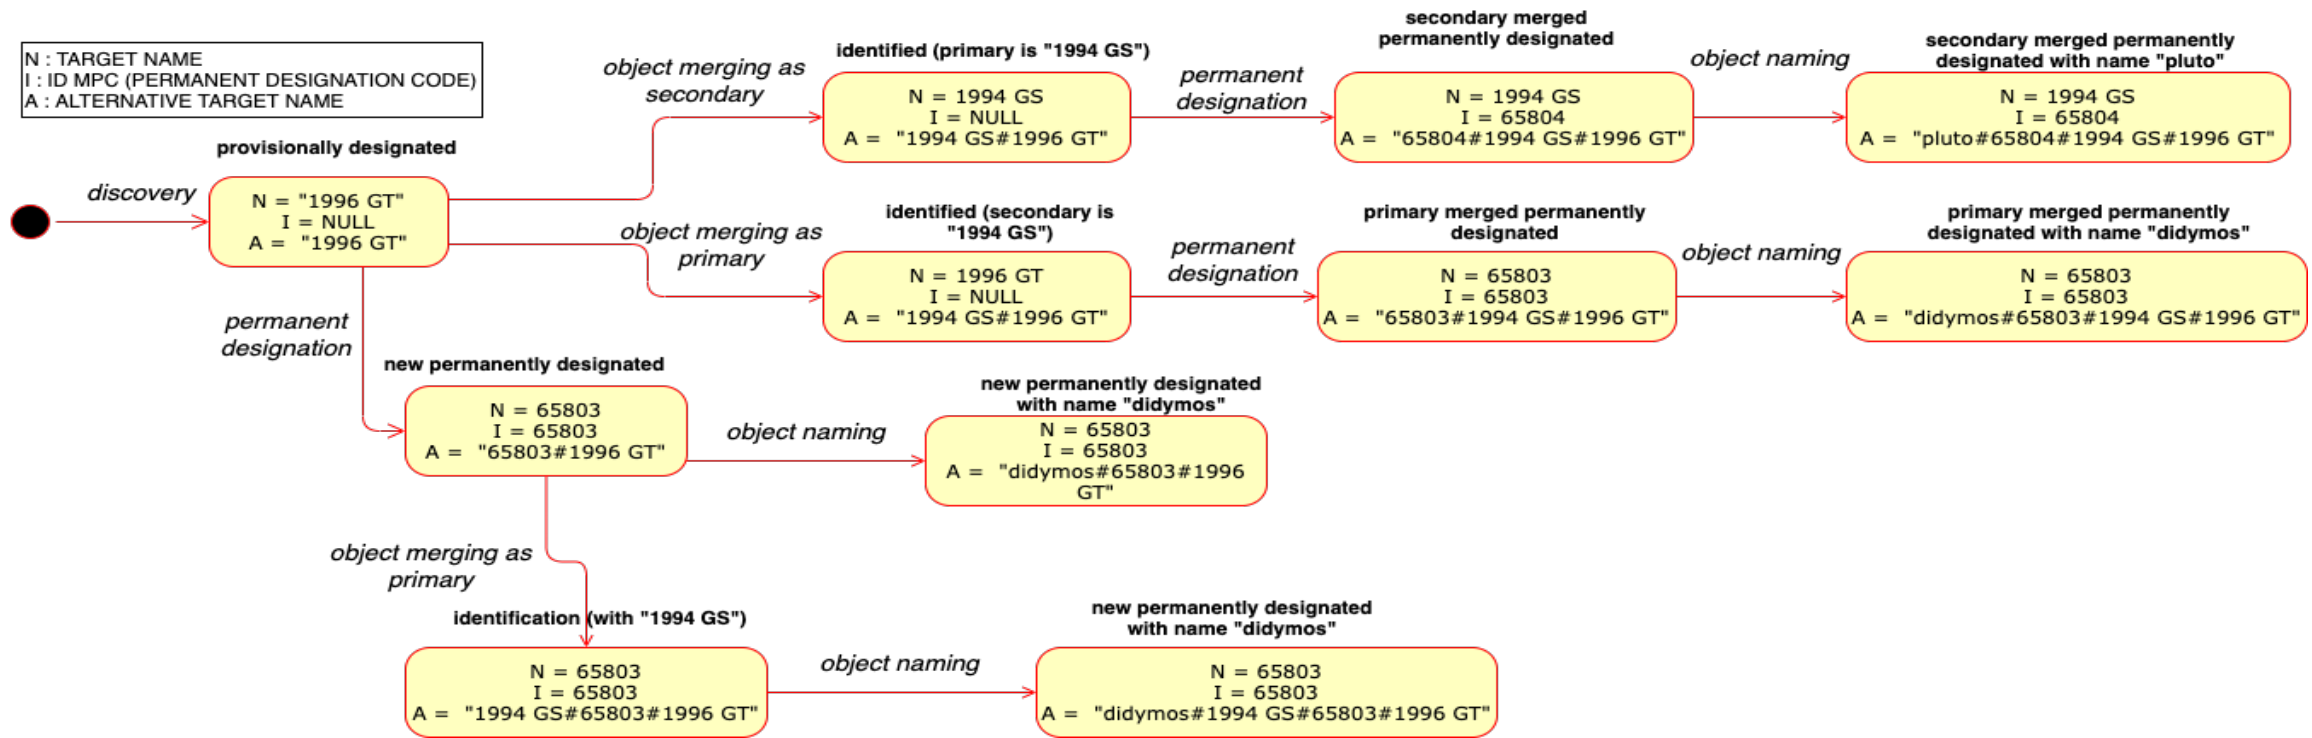 N : TARGET NAME
I : ID MPC (PERMANENT DESIGNATION CODE)
A : ALTERNATIVE TARGET NAME
discovery
provisionally designated
N = "1996 GT"
I = NULL
A = "1996 GT"
object merging as
secondary
identified (primary is "1994 GS")
N = 1994 GS
I = NULL
A = "1994 GS#1996 GT"
permanent
designation
secondary merged
permanently designated
N = 1994 GS
I = 65804
A = "65804#1994 GS#1996 GT"
object naming
secondary merged permanently
designated with name "pluto"
N = 1994 GS
I = 65804
A = "pluto#65804#1994 GS#1996 GT"
object merging as
primary
identified (secondary is
"1994 GS")
N = 1996 GT
I = NULL
A = "1994 GS#1996 GT"
permanent
designation
primary merged permanently
designated
N = 65803
I = 65803
A = "65803#1994 GS#1996 GT"
object naming
primary merged permanently
designated with name "didymos"
N = 65803
I = 65803
A = "didymos#65803#1994 GS#1996 GT"
permanent
designation
new permanently designated
N = 65803
I = 65803
A = "65803#1996 GT"
object naming
new permanently designated
with name "didymos"
N = 65803
I = 65803
A = "didymos#65803#1996
GT"
object merging as
primary
identification (with "1994 GS")
N = 65803
I = 65803
A = "1994 GS#65803#1996 GT"
object naming
new permanently designated
with name "didymos"
N = 65803
I = 65803
A = "didymos#1994 GS#65803#1996 GT"